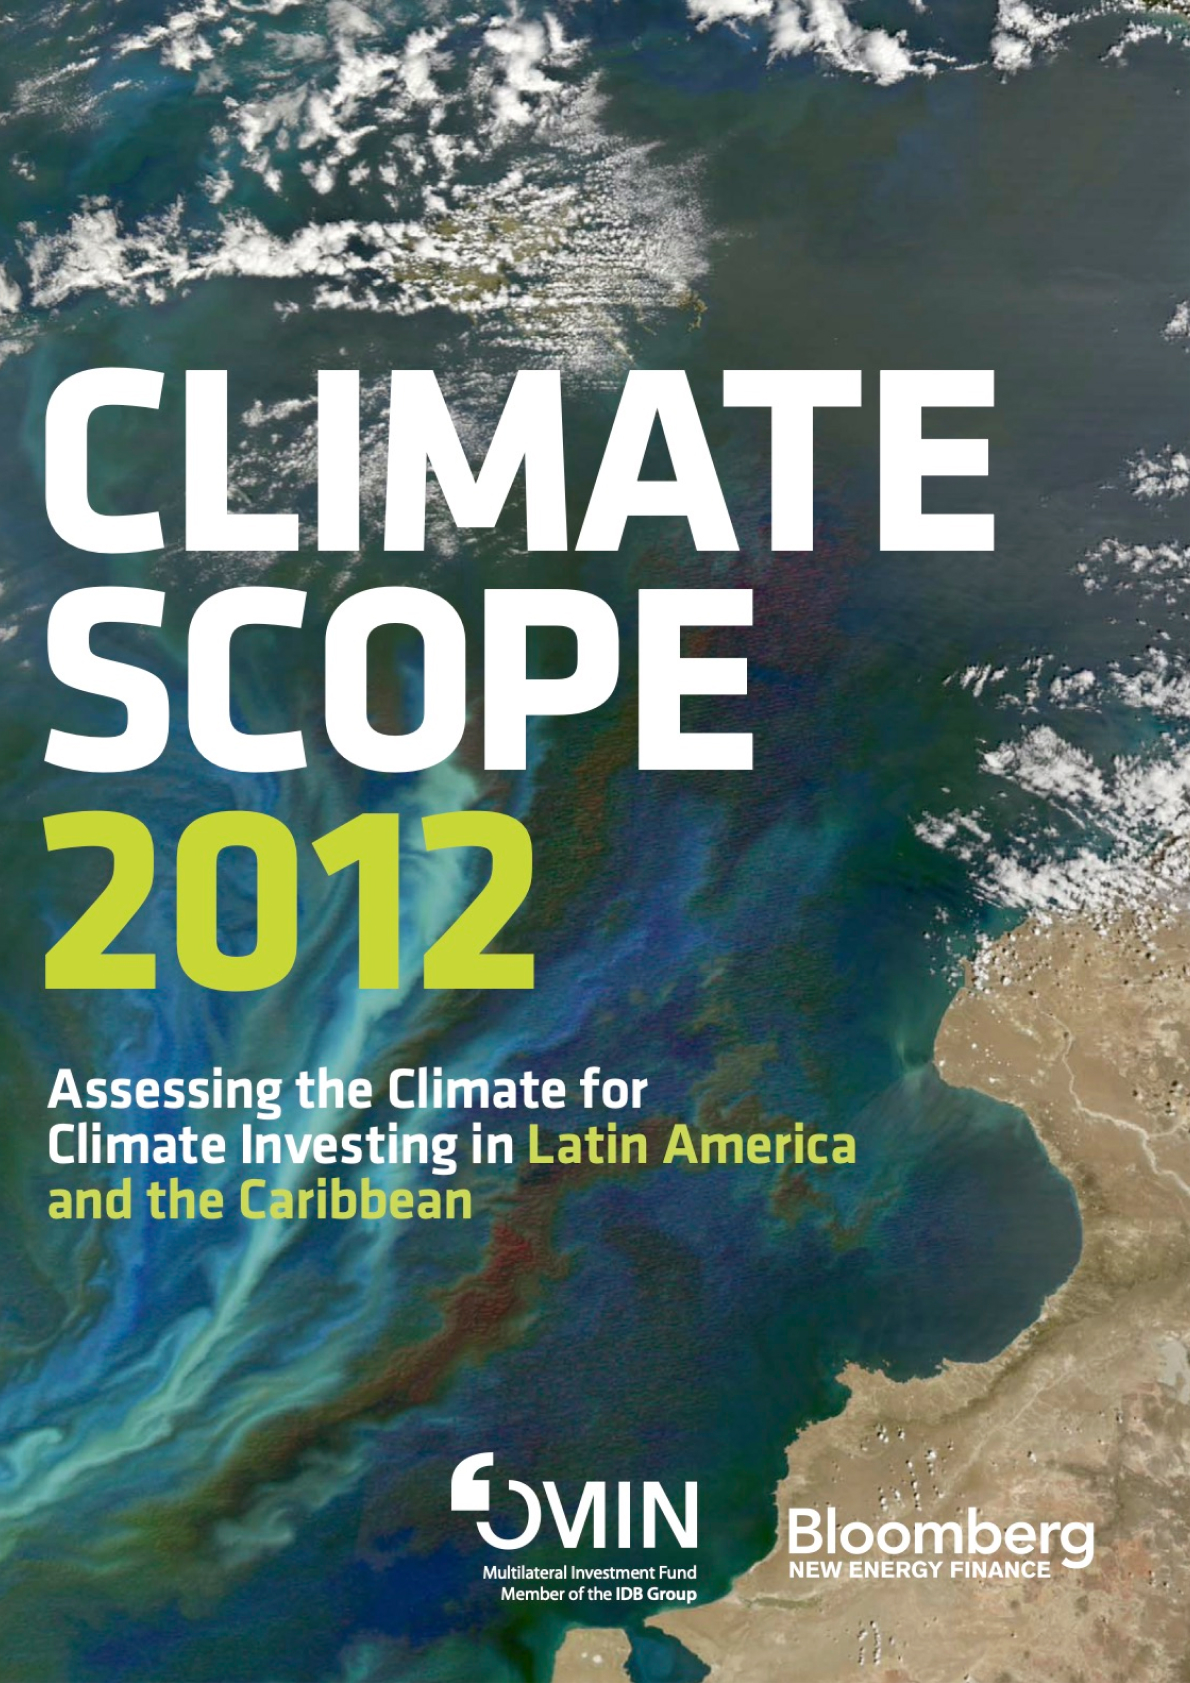 CLIMATE
SCOPE
2012
Assessing the Climate for
Climate Investing in Latin America
and the Caribbean
OMIN
Multilateral Investment Fund
Member of the IDB Group
Bloomberg
NEW ENERGY FINANCE